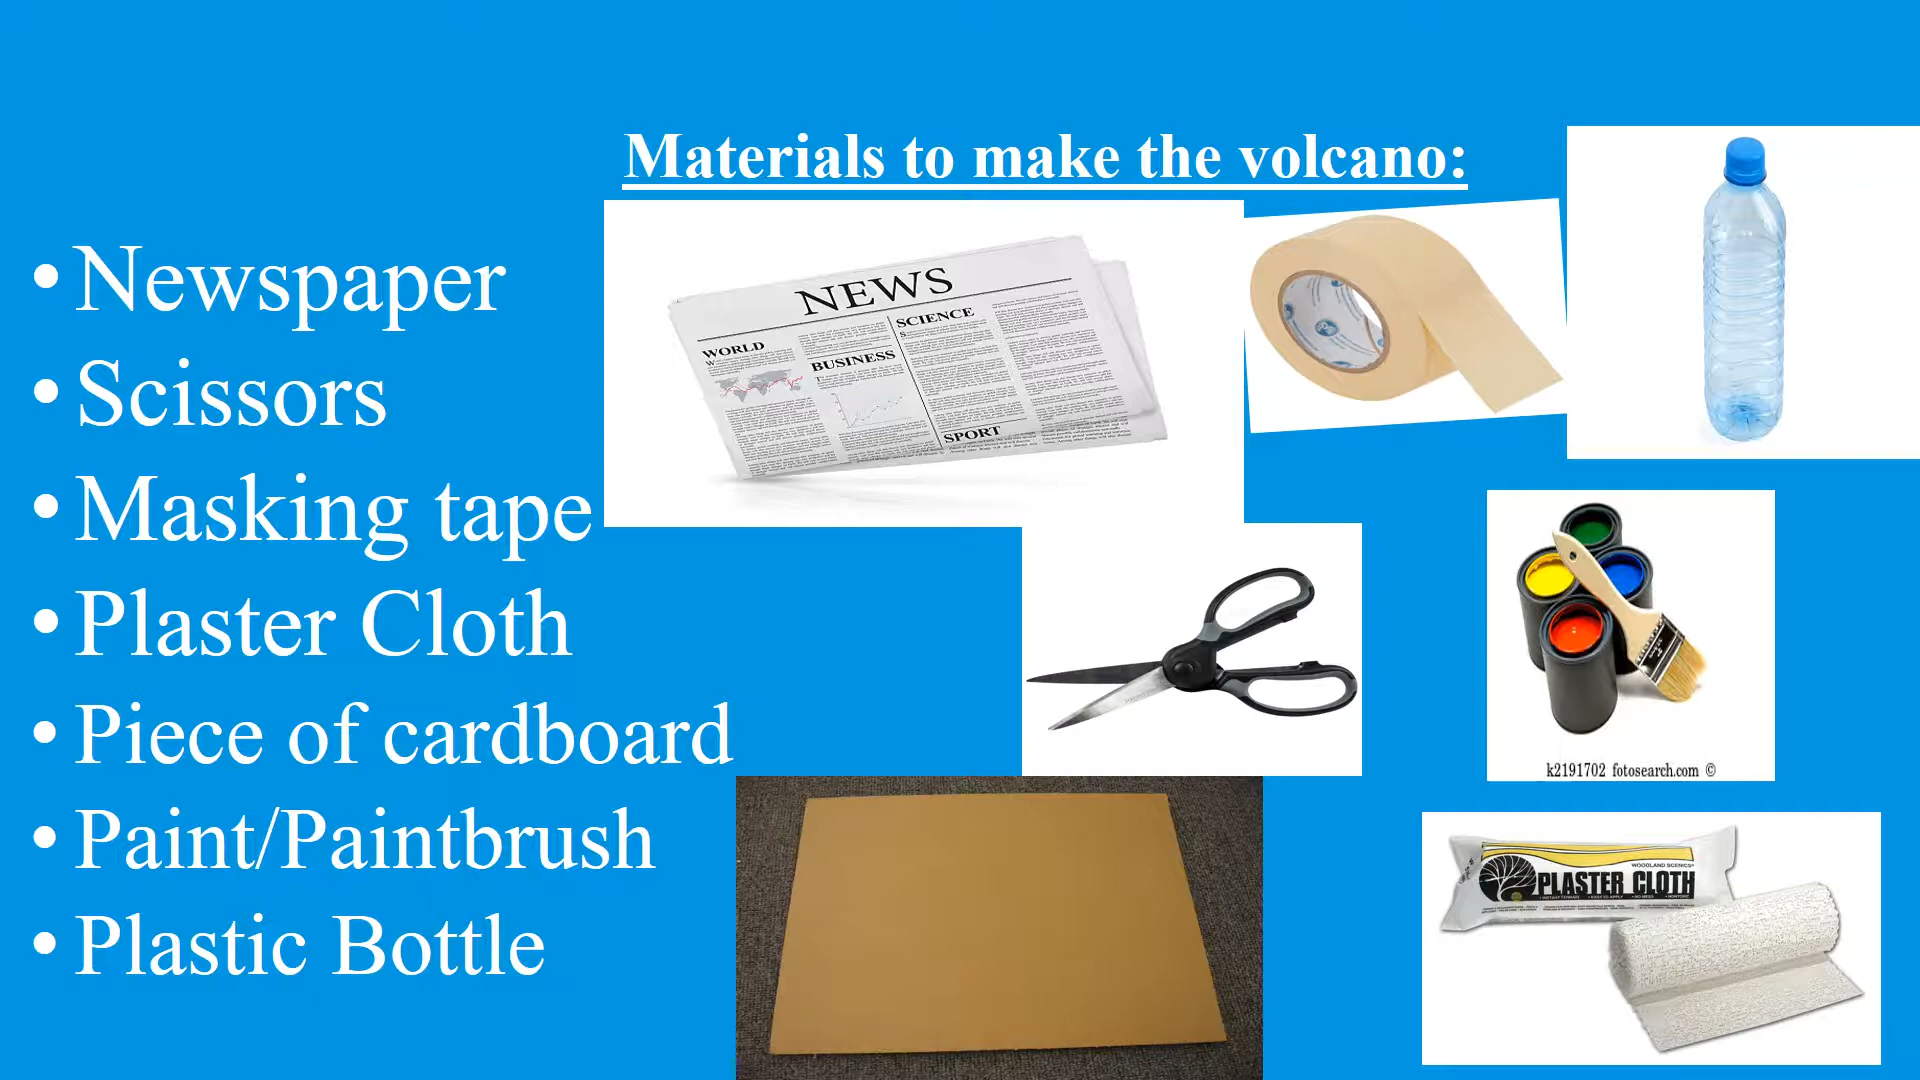 Materials to make the volcano:
• Newspaper
• Scissors
• Masking tape
• Plaster Cloth
• Piece of cardboard
• Paint/Paintbrush
• Plastic Bottle
NEWS
WORLD
BUSINESS
SCIENCE
SPORT
k2191702 fotosearch.com ©
WOODLAND SCENICS®
PLASTER CLOTH